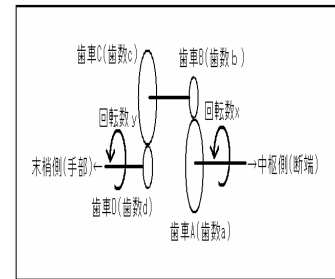 歯車C(歯数c)
歯車B(歯数b)
回転数y
回転数x
末梢側(手部)←
→中枢側(断端)
歯車D(歯数d)
歯車A(歯数a)